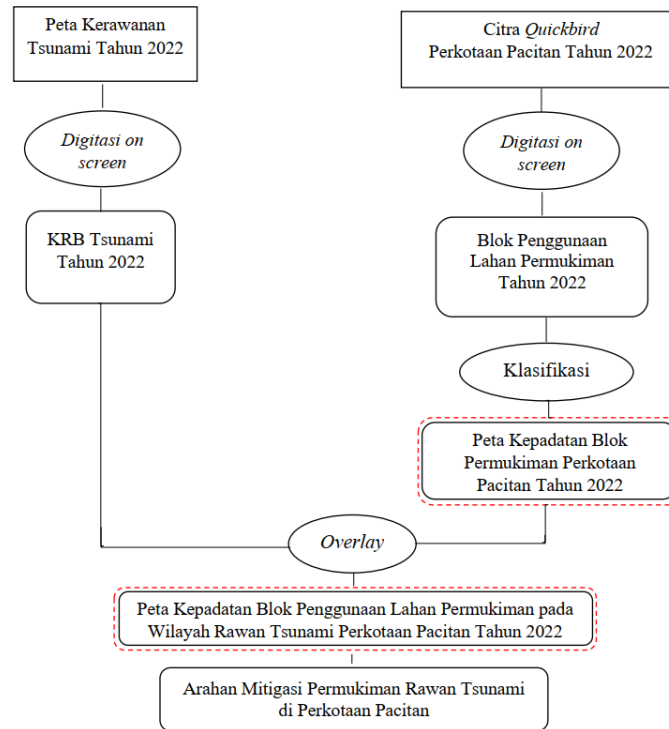 Peta Kerawanan
Tsunami Tahun 2022
Citra Quickbird
Perkotaan Pacitan Tahun 2022
Digitasi on
screen
Digitasi on
screen
KRB Tsunami
Tahun 2022
Blok Penggunaan
Lahan Permukiman
Tahun 2022
Klasifikasi
Peta Kepadatan Blok
Permukiman Perkotaan
Pacitan Tahun 2022
Overlay
Peta Kepadatan Blok Penggunaan Lahan Permukiman pada
Wilayah Rawan Tsunami Perkotaan Pacitan Tahun 2022
Arahan Mitigasi Permukiman Rawan Tsunami
di Perkotaan Pacitan